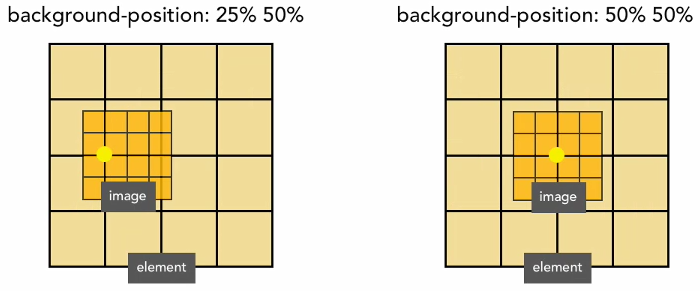 background-position: 25% 50%
background-position: 50% 50%
image
image
element
element